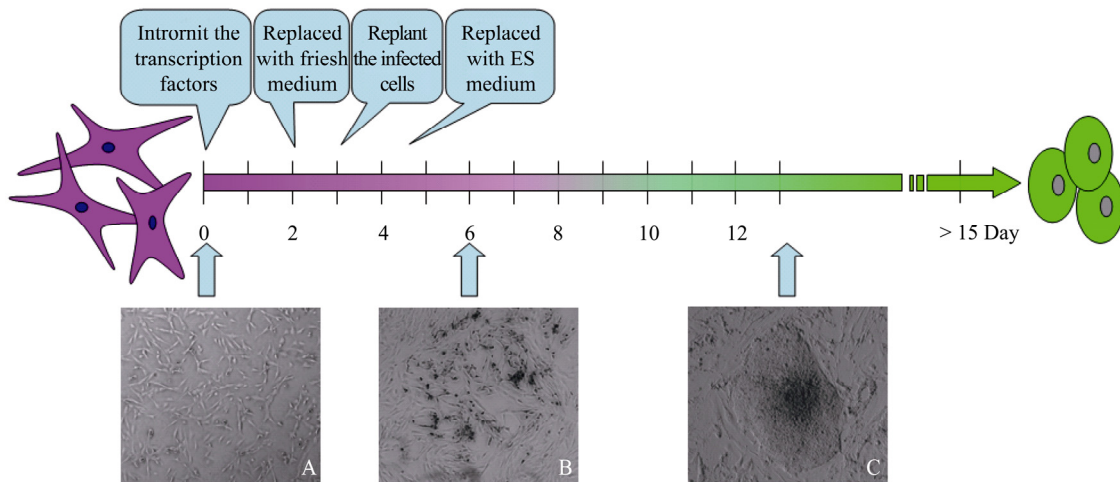 Intrornit the
transcription
factors
Replaced
with friesh
medium
Replant
the infected
cells
Replaced
with ES
medium
0 2 4 6 8 10 12 > 15 Day
A B C